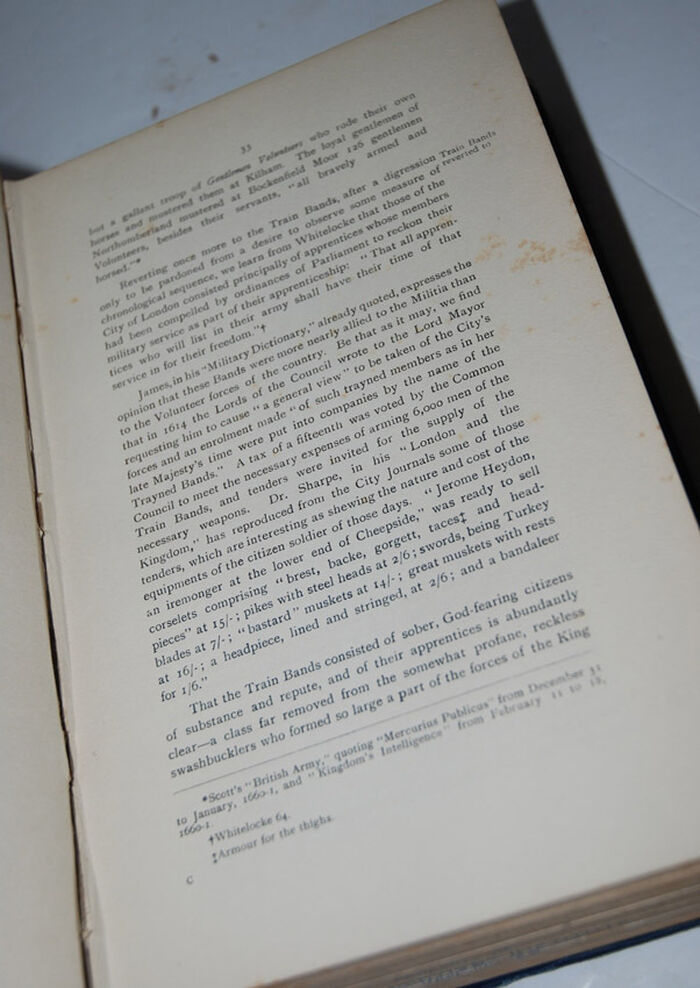 33
but a gallant troop of Gentlemen Volunteers who rode their own
horses and mustered them at Killham. The loyal gentlemen of
Northumberland mustered at Bockenfield Moor 126 gentlemen
Volunteers, besides their servants, "all bravely armed and
horsed."*
Reverting once more to the Train Bands, after a digression
Train Bands
reverted to
only to be pardoned from a desire to observe some measure of
chronological sequence, we learn from Whitelocke that those of the
City of London consisted principally of apprentices whose members
had been compelled by ordinances of Parliament to reckon their
military service as part of their apprenticeship: "That all appren-
tices who will list in their army shall have their time of that
service in for their freedom."†
James, in his "Military Dictionary," already quoted, expresses the
opinion that these Bands were more nearly allied to the Militia than
to the Volunteer forces of the country. Be that as it may, we find
that in 1614 the Lords of the Council wrote to the Lord Mayor
requesting him to cause "a general view" to be taken of the City's
forces and an enrolment made "of such trayned members as in her
late Majesty's time were put into companies by the name of the
Trayned Bands." A tax of a fifteenth was voted by the Common
Council to meet the necessary expenses of arming 6,000 men of the
Train Bands, and tenders were invited for the supply of the
necessary weapons. Dr. Sharpe, in his "London and the
Kingdom," has reproduced from the City Journals some of those
tenders, which are interesting as shewing the nature and cost of the
equipments of the citizen soldier of those days. "Jerome Heydon,
an iremonger at the lower end of Cheepside," was ready to sell
corselets comprising "brest, backe, gorgett, taces‡ and head-
pieces" at 15/-; pikes with steel heads at 2/6; swords, being Turkey
blades at 7/-; "bastard" muskets at 14/-; great muskets with rests
at 16/-; a headpiece, lined and stringed, at 2/6; and a bandaleer
for 1/6."
That the Train Bands consisted of sober, God-fearing citizens
of substance and repute, and of their apprentices is abundantly
clear—a class far removed from the somewhat profane, reckless
swashbucklers who formed so large a part of the forces of the King
*Scott's "British Army," quoting "Mercurius Publicus" from December 31
to January, 1660-1, and "Kingdom's Intelligence" from February 11 to 18,
1660-1.
†Whitelocke 64.
‡Armour for the thighs.
C